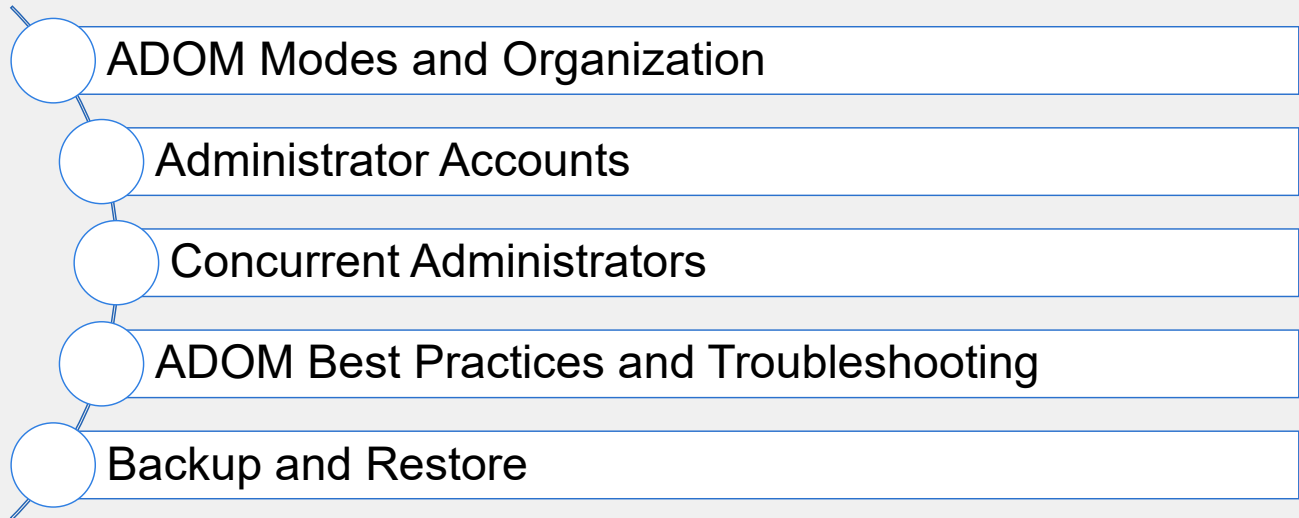 ADOM Modes and Organization
Administrator Accounts
Concurrent Administrators
ADOM Best Practices and Troubleshooting
Backup and Restore